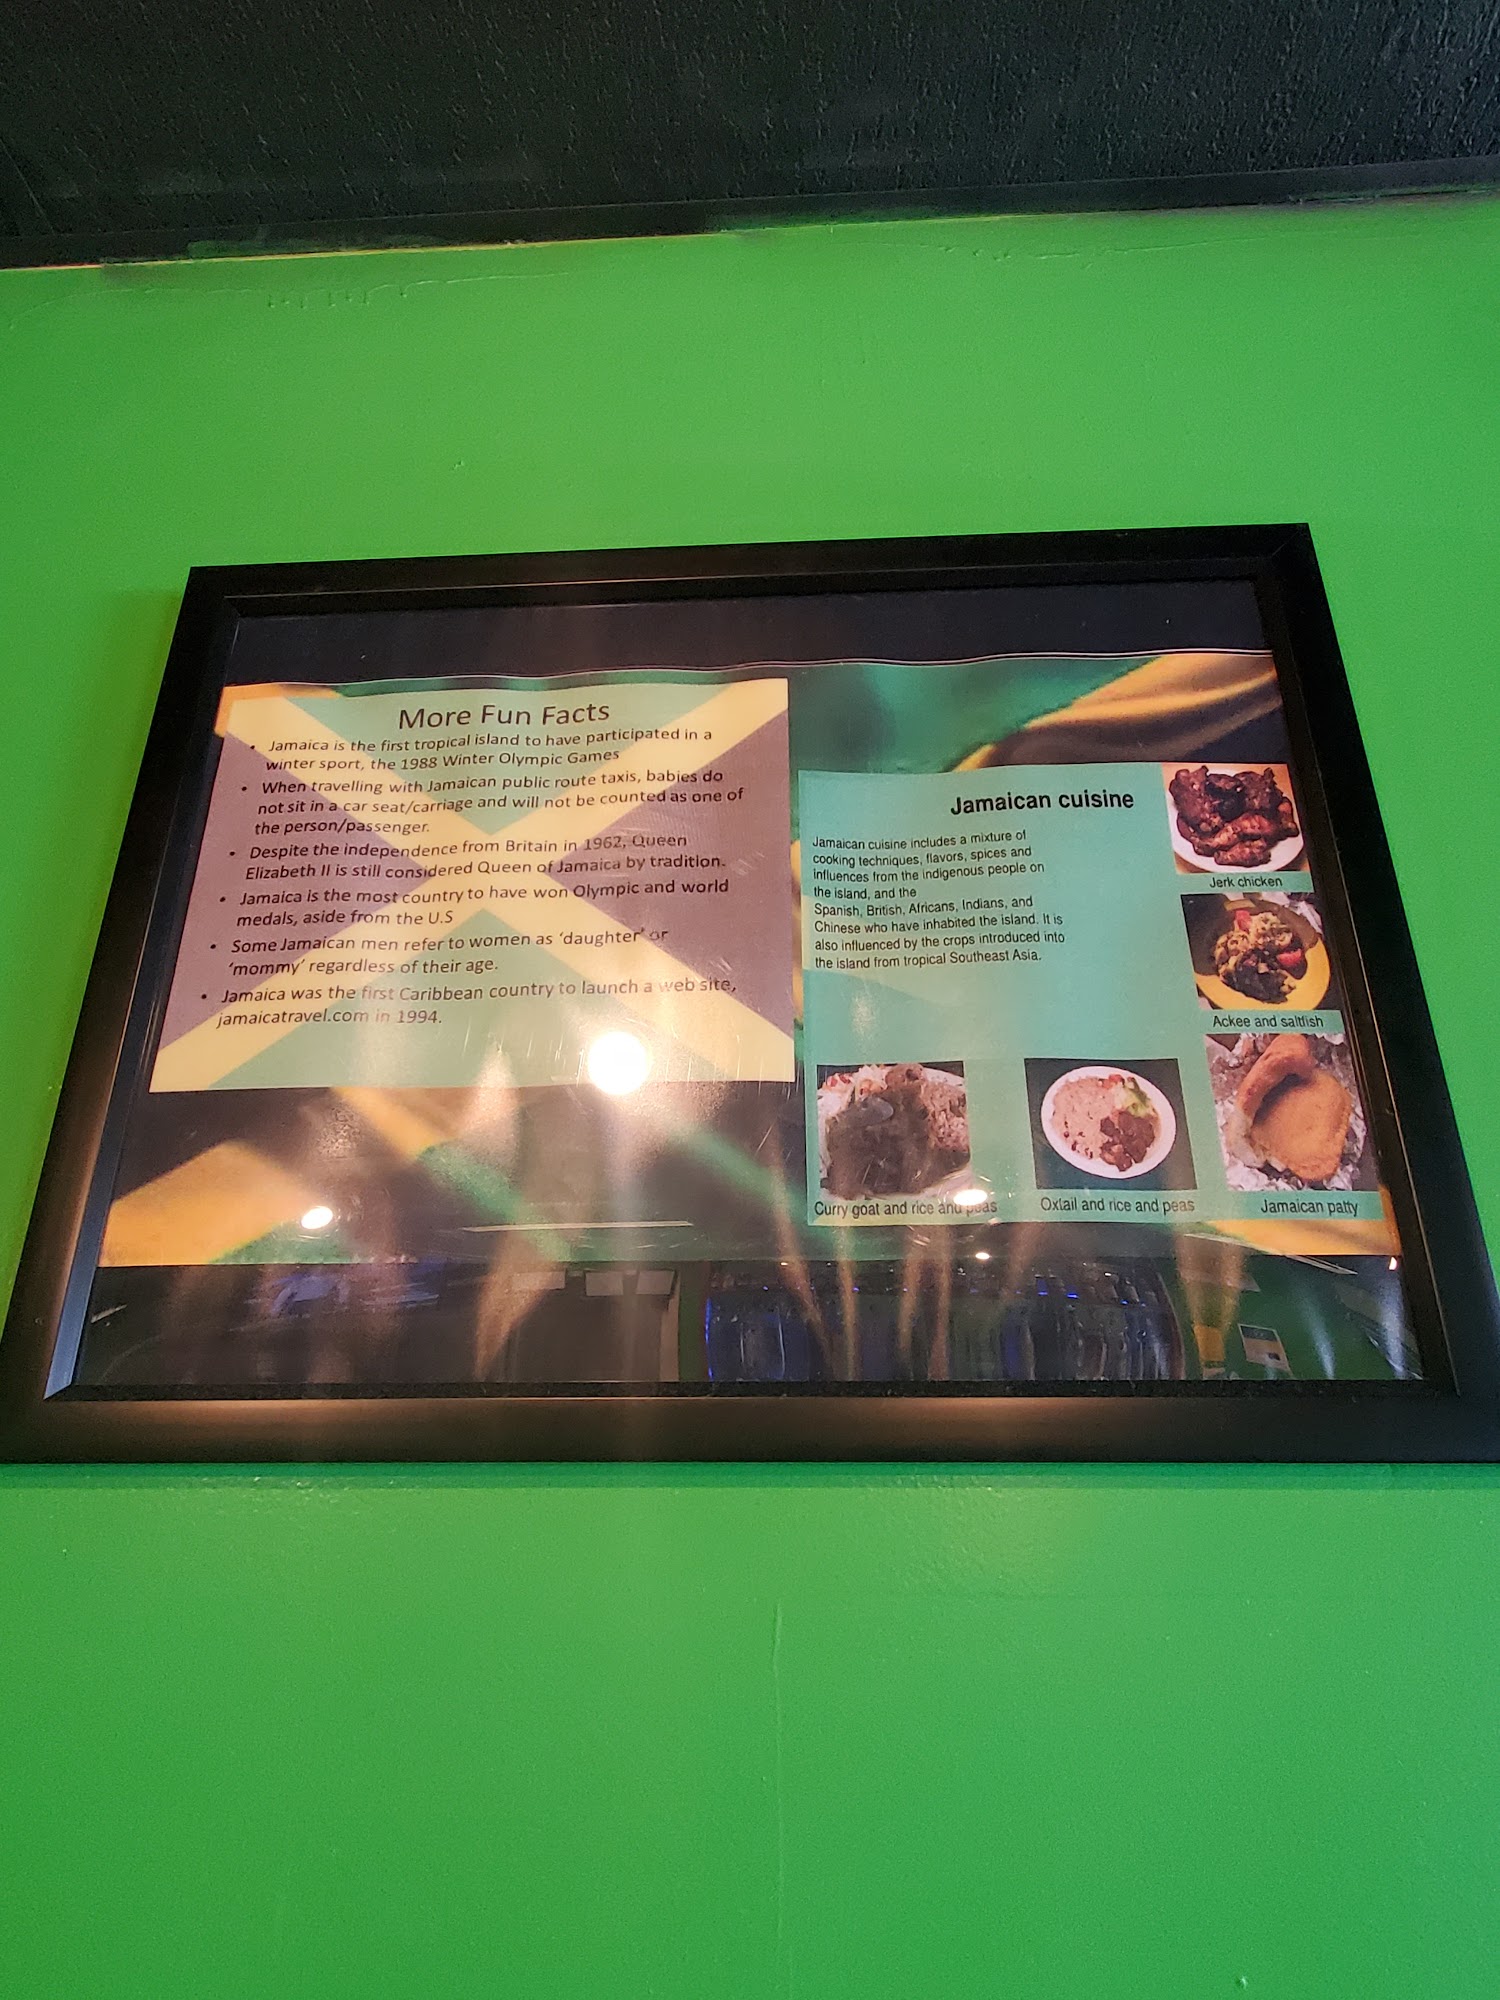 More Fun Facts
• Jamaica is the first tropical island to have participated in a
winter sport, the 1988 Winter Olympic Games
• When travelling with Jamaican public route taxis, babies do
not sit in a car seat/carriage and will not be counted as one of
the person/passenger.
• Despite the independence from Britain in 1962, Queen
Elizabeth II is still considered Queen of Jamaica by tradition.
• Jamaica is the most country to have won Olympic and world
medals, aside from the U.S
• Some Jamaican men refer to women as ‘daughter’ or
‘mommy’ regardless of their age.
• Jamaica was the first Caribbean country to launch a web site,
jamaicatravel.com in 1994.
Jamaican cuisine
Jamaican cuisine includes a mixture of
cooking techniques, flavors, spices and
influences from the indigenous people on
the island, and the
Spanish, British, Africans, Indians, and
Chinese who have inhabited the island. It is
also influenced by the crops introduced into
the island from tropical Southeast Asia.
Jerk chicken
Ackee and saltfish
Curry goat and rice and peas
Oxtail and rice and peas
Jamaican patty